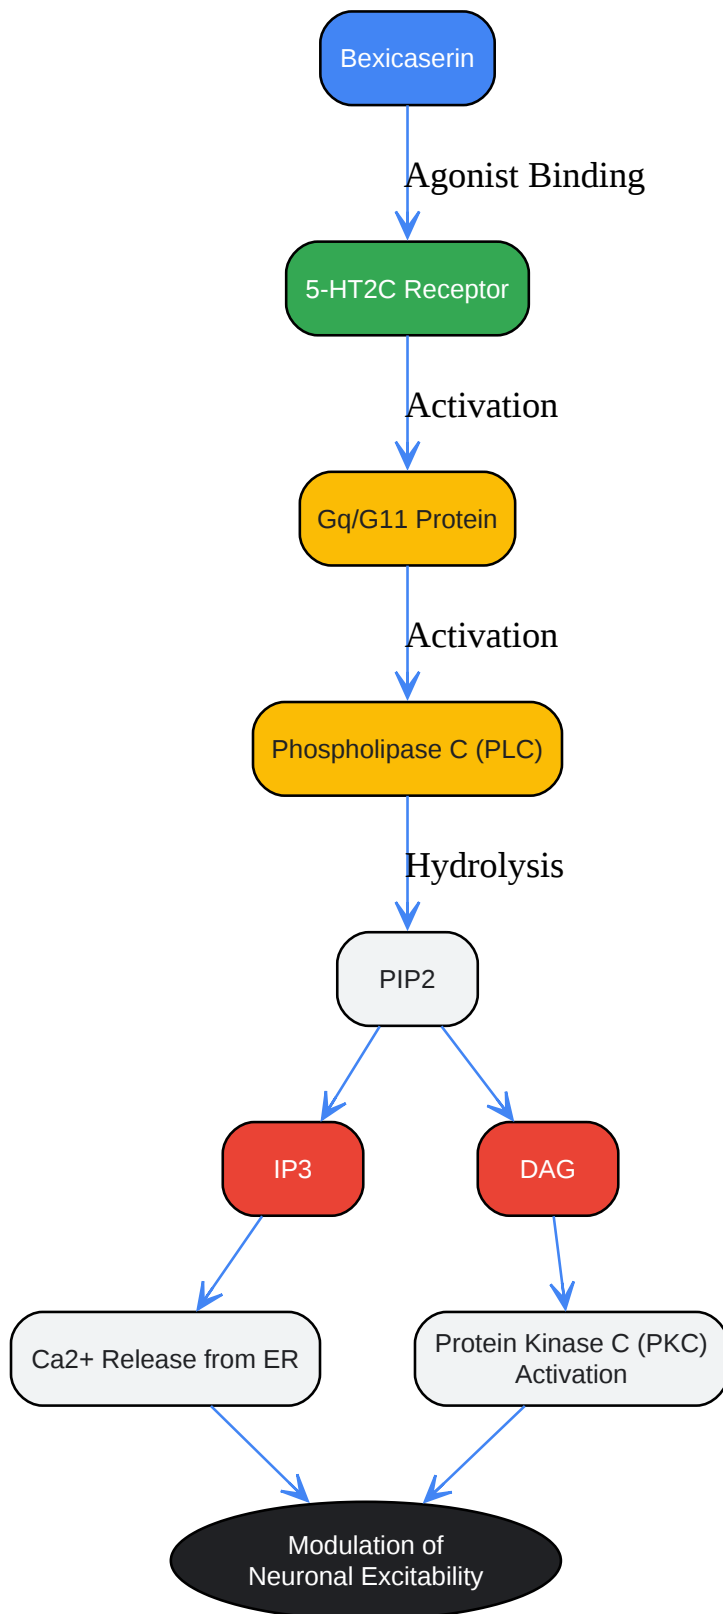 Bexicaserin
Agonist Binding
5-HT2C Receptor
Activation
Gq/G11 Protein
Activation
Phospholipase C (PLC)
Hydrolysis
PIP2
IP3
DAG
Ca2+ Release from ER
Protein Kinase C (PKC)
Activation
Modulation of
Neuronal Excitability